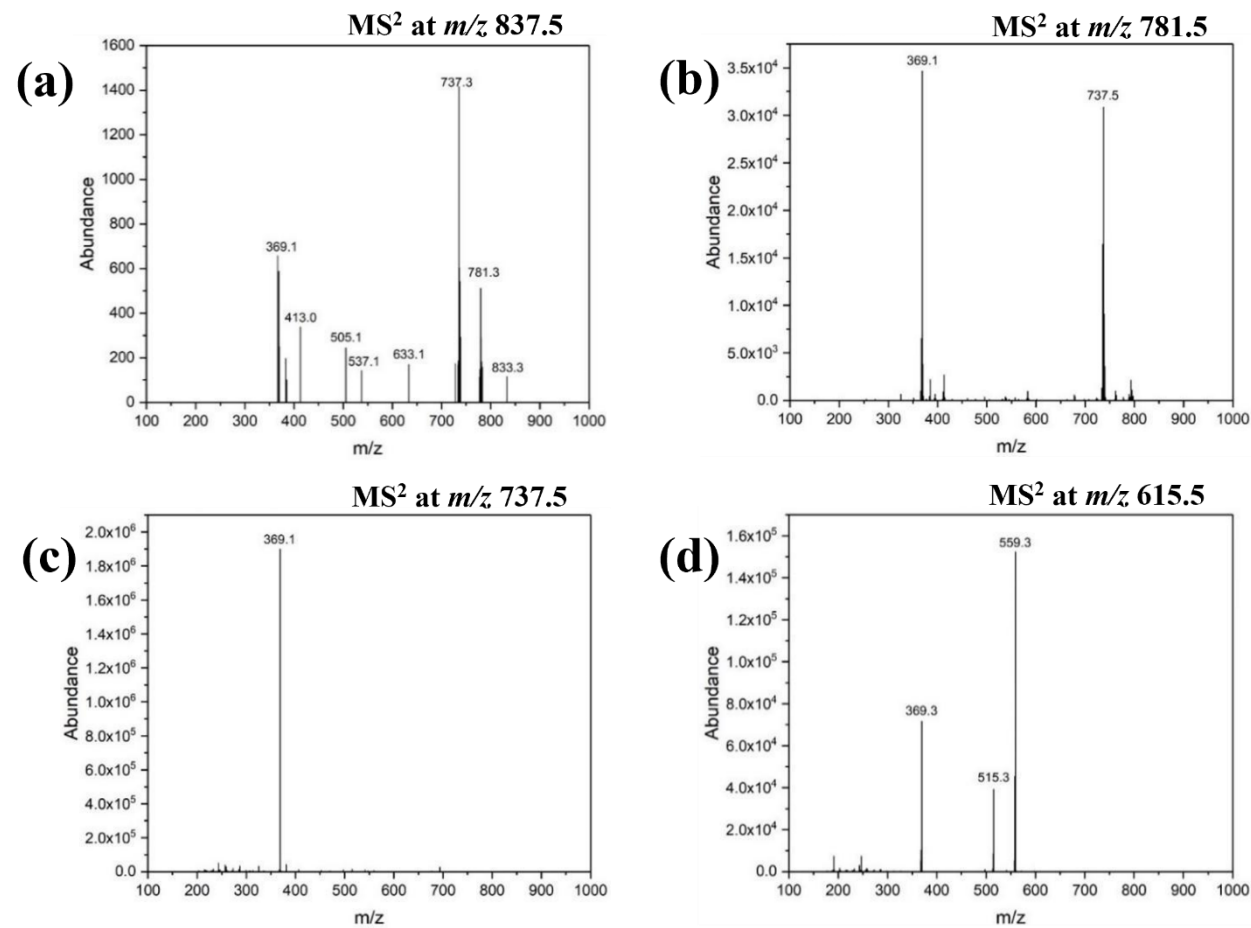 MS² at m/z 837.5
(a)
1600
1400
1200
1000
800
600
400
200
0
Abundance
737.3
369.1
781.3
413.0
505.1
537.1
633.1
833.3
100 200 300 400 500 600 700 800 900 1000
m/z
MS² at m/z 781.5
(b)
3.5x10⁴
3.0x10⁴
2.5x10⁴
2.0x10⁴
1.5x10⁴
1.0x10⁴
5.0x10³
0.0
Abundance
369.1
737.5
100 200 300 400 500 600 700 800 900 1000
m/z
MS² at m/z 737.5
(c)
2.0x10⁶
1.8x10⁶
1.6x10⁶
1.4x10⁶
1.2x10⁶
1.0x10⁶
8.0x10⁵
6.0x10⁵
4.0x10⁵
2.0x10⁵
0.0
Abundance
369.1
100 200 300 400 500 600 700 800 900 1000
m/z
MS² at m/z 615.5
(d)
1.6x10⁵
1.4x10⁵
1.2x10⁵
1.0x10⁵
8.0x10⁴
6.0x10⁴
4.0x10⁴
2.0x10⁴
0.0
Abundance
559.3
369.3
515.3
100 200 300 400 500 600 700 800 900 1000
m/z